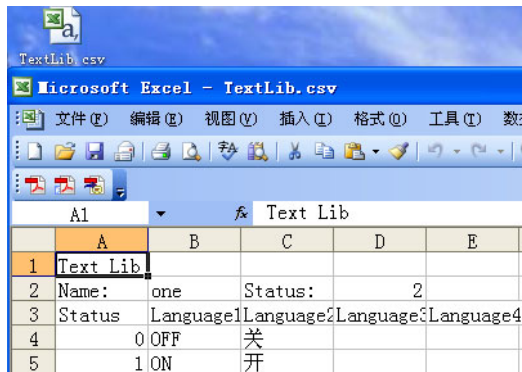 TextLib.csv
Microsoft Excel - TextLib.csv
文件(F) 编辑(E) 视图(V) 插入(I) 格式(O) 工具(T)
A1 fx Text Lib
A B C D E
1 Text Lib
2 Name: one Status: 2
3 Status Language1 Language2 Language3 Language4
4 0 OFF 关
5 1 ON 开